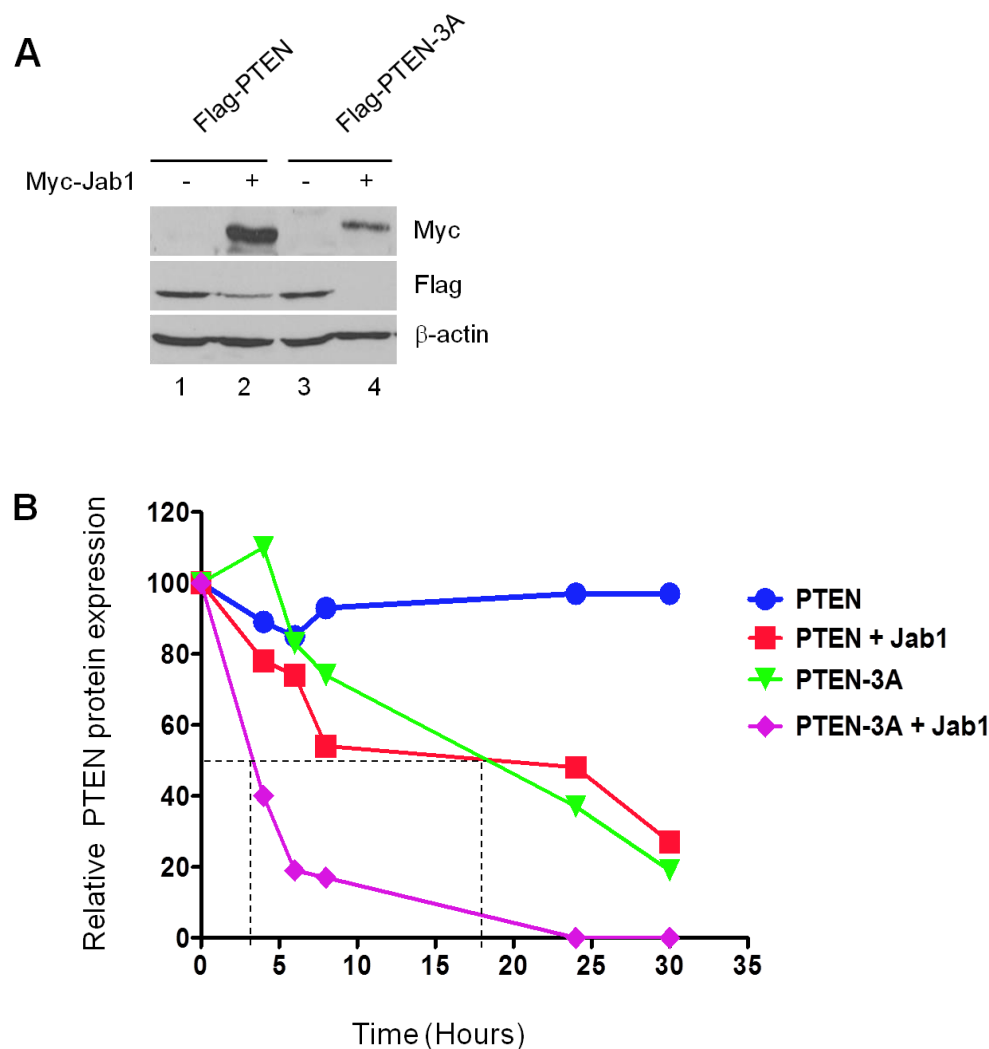 A
Flag-PTEN
Flag-PTEN-3A
Myc-Jab1 - + - +
Myc
Flag
β-actin
1 2 3 4
B
Relative PTEN protein expression
120
100
80
60
40
20
0
0 5 10 15 20 25 30 35
Time (Hours)
PTEN
PTEN + Jab1
PTEN-3A
PTEN-3A + Jab1